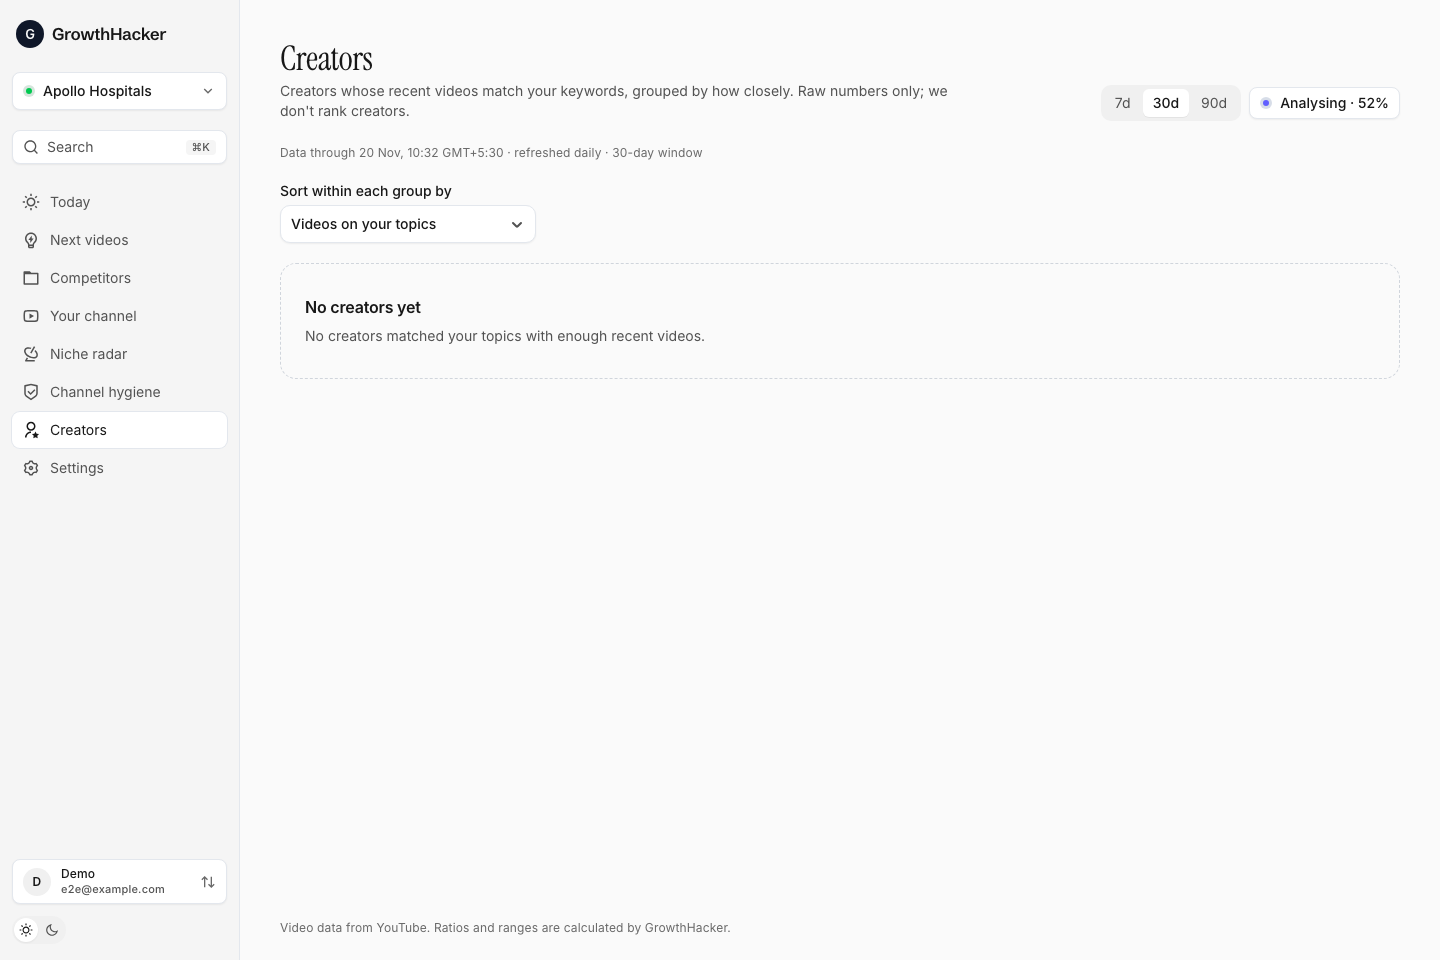 G GrowthHacker
Apollo Hospitals
Search ⌘K
Today
Next videos
Competitors
Your channel
Niche radar
Channel hygiene
Creators
Settings
D
Demo
e2e@example.com
Creators
Creators whose recent videos match your keywords, grouped by how closely. Raw numbers only; we
don't rank creators.
7d 30d 90d
Analysing · 52%
Data through 20 Nov, 10:32 GMT+5:30 · refreshed daily · 30-day window
Sort within each group by
Videos on your topics
No creators yet
No creators matched your topics with enough recent videos.
Video data from YouTube. Ratios and ranges are calculated by GrowthHacker.